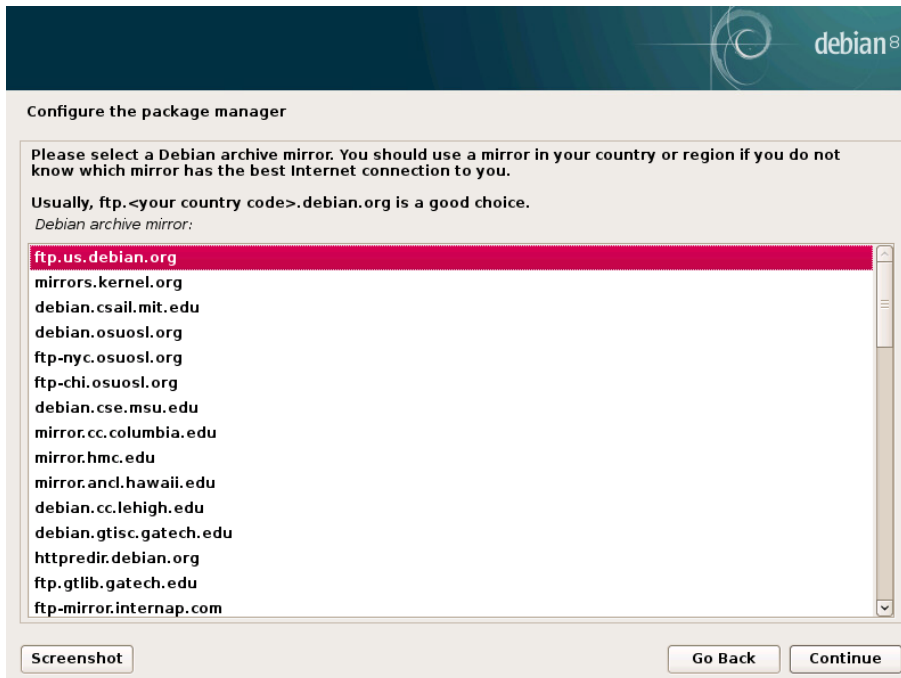 debian 8
Configure the package manager
Please select a Debian archive mirror. You should use a mirror in your country or region if you do not
know which mirror has the best Internet connection to you.
Usually, ftp.<your country code>.debian.org is a good choice.
Debian archive mirror:
ftp.us.debian.org
mirrors.kernel.org
debian.csail.mit.edu
debian.osuosl.org
ftp-nyc.osuosl.org
ftp-chi.osuosl.org
debian.cse.msu.edu
mirror.cc.columbia.edu
mirror.hmc.edu
mirror.ancl.hawaii.edu
debian.cc.lehigh.edu
debian.gtisc.gatech.edu
httpredir.debian.org
ftp.gtlib.gatech.edu
ftp-mirror.internap.com
Screenshot Go Back Continue